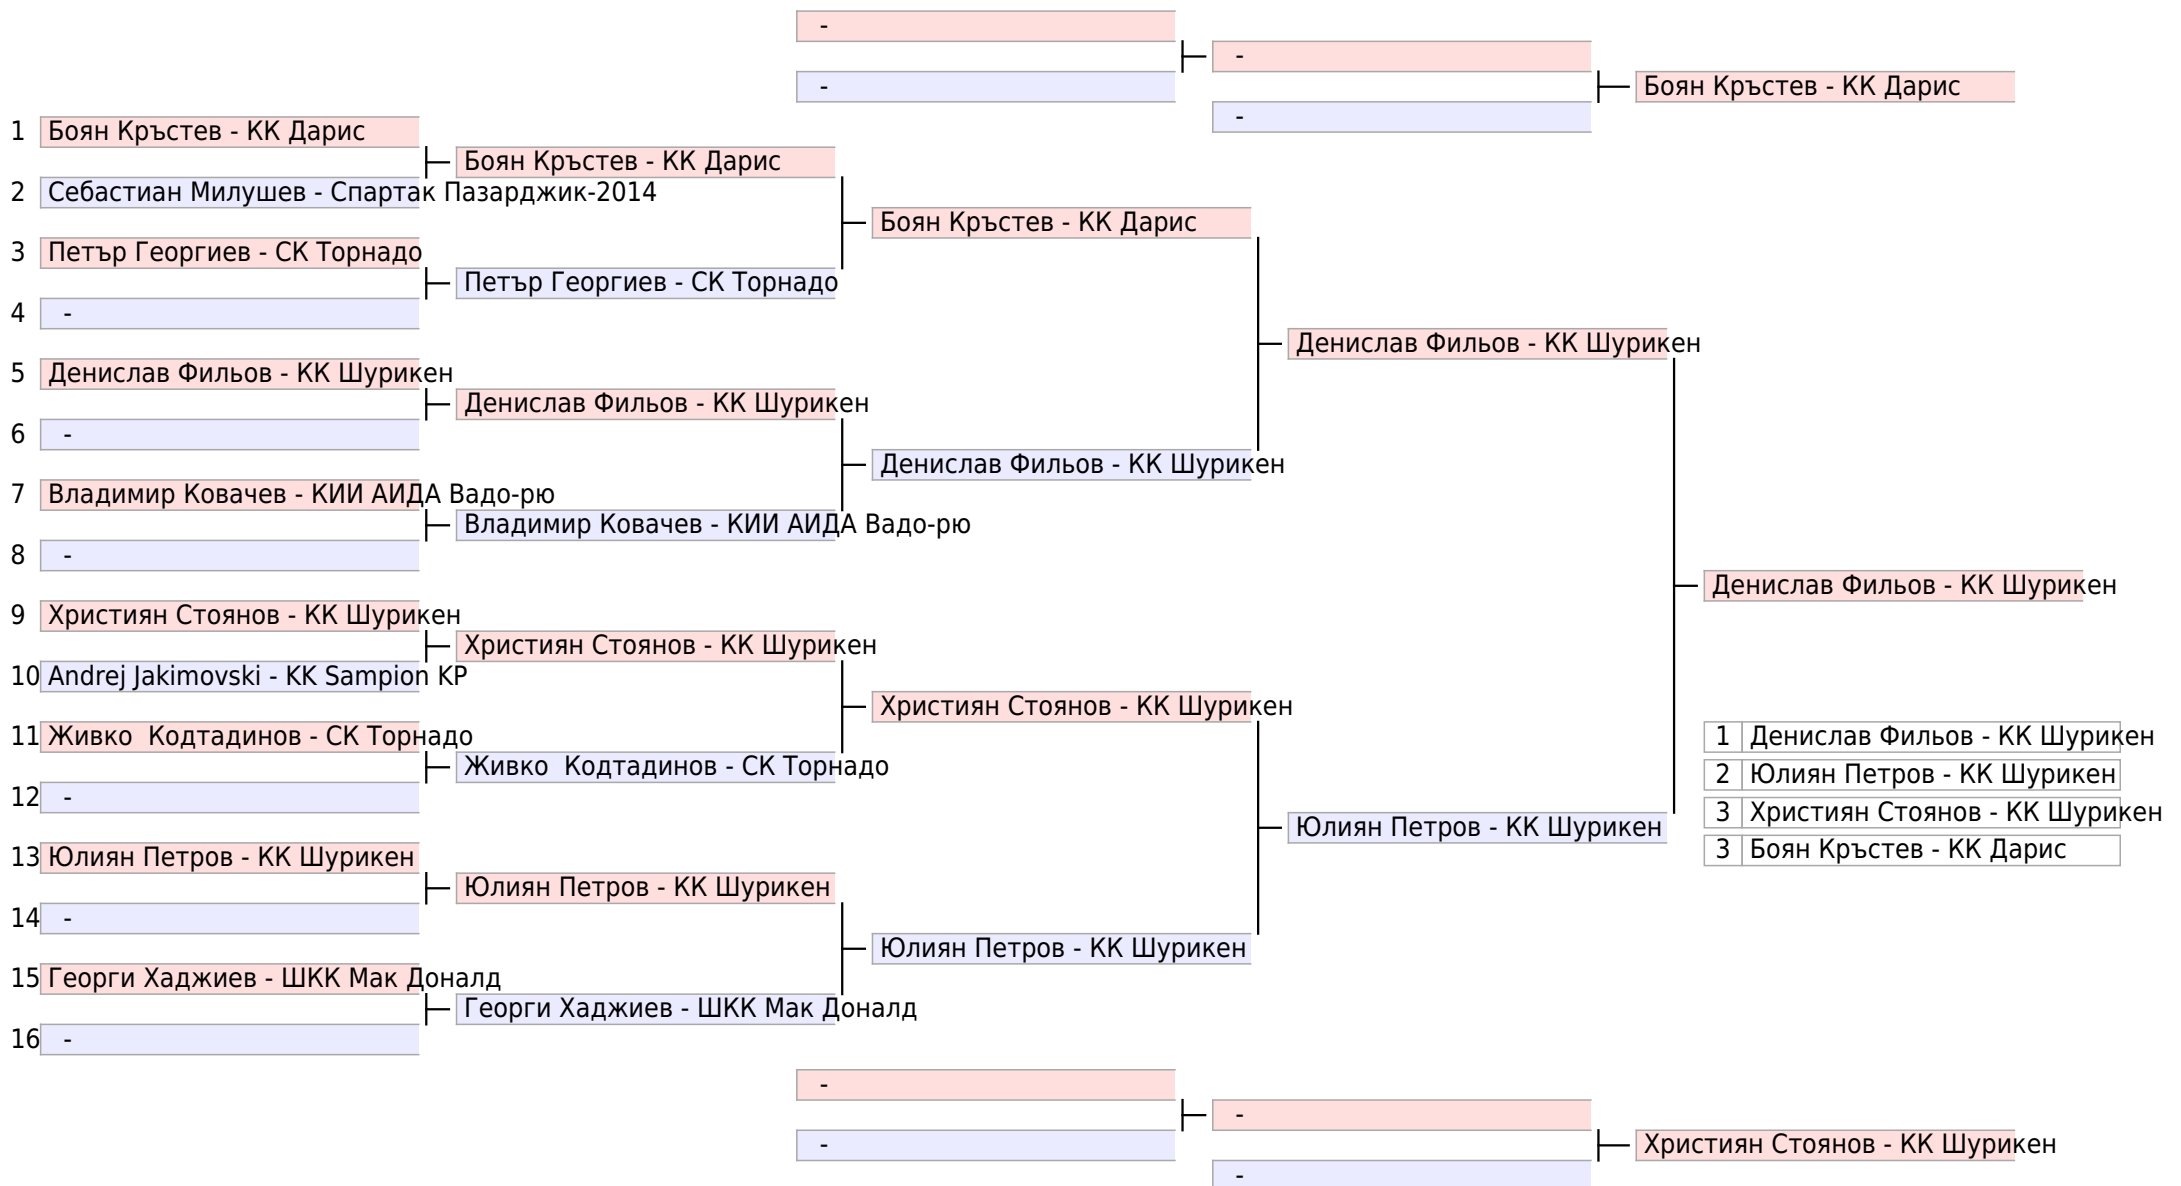 -
-
-
-
Боян Кръстев - КК Дарис
1 Боян Кръстев - КК Дарис
2 Себастиан Милушев - Спартак Пазарджик-2014
3 Петър Георгиев - СК Торнадо
4 -
5 Денислав Фильов - КК Шурикен
6 -
7 Владимир Ковачев - КИИ АИДА Вадо-рю
8 -
9 Християн Стоянов - КК Шурикен
10 Andrej Jakimovski - KK Sampion KP
11 Живко  Кодтадинов - СК Торнадо
12 -
13 Юлиян Петров - КК Шурикен
14 -
15 Георги Хаджиев - ШКК Мак Доналд
16 -
Боян Кръстев - КК Дарис
Петър Георгиев - СК Торнадо
Денислав Фильов - КК Шурикен
Владимир Ковачев - КИИ АИДА Вадо-рю
Християн Стоянов - КК Шурикен
Живко  Кодтадинов - СК Торнадо
Юлиян Петров - КК Шурикен
Георги Хаджиев - ШКК Мак Доналд
Боян Кръстев - КК Дарис
Денислав Фильов - КК Шурикен
Християн Стоянов - КК Шурикен
Юлиян Петров - КК Шурикен
Денислав Фильов - КК Шурикен
Юлиян Петров - КК Шурикен
Денислав Фильов - КК Шурикен
1 Денислав Фильов - КК Шурикен
2 Юлиян Петров - КК Шурикен
3 Християн Стоянов - КК Шурикен
3 Боян Кръстев - КК Дарис
-
-
-
-
Християн Стоянов - КК Шурикен